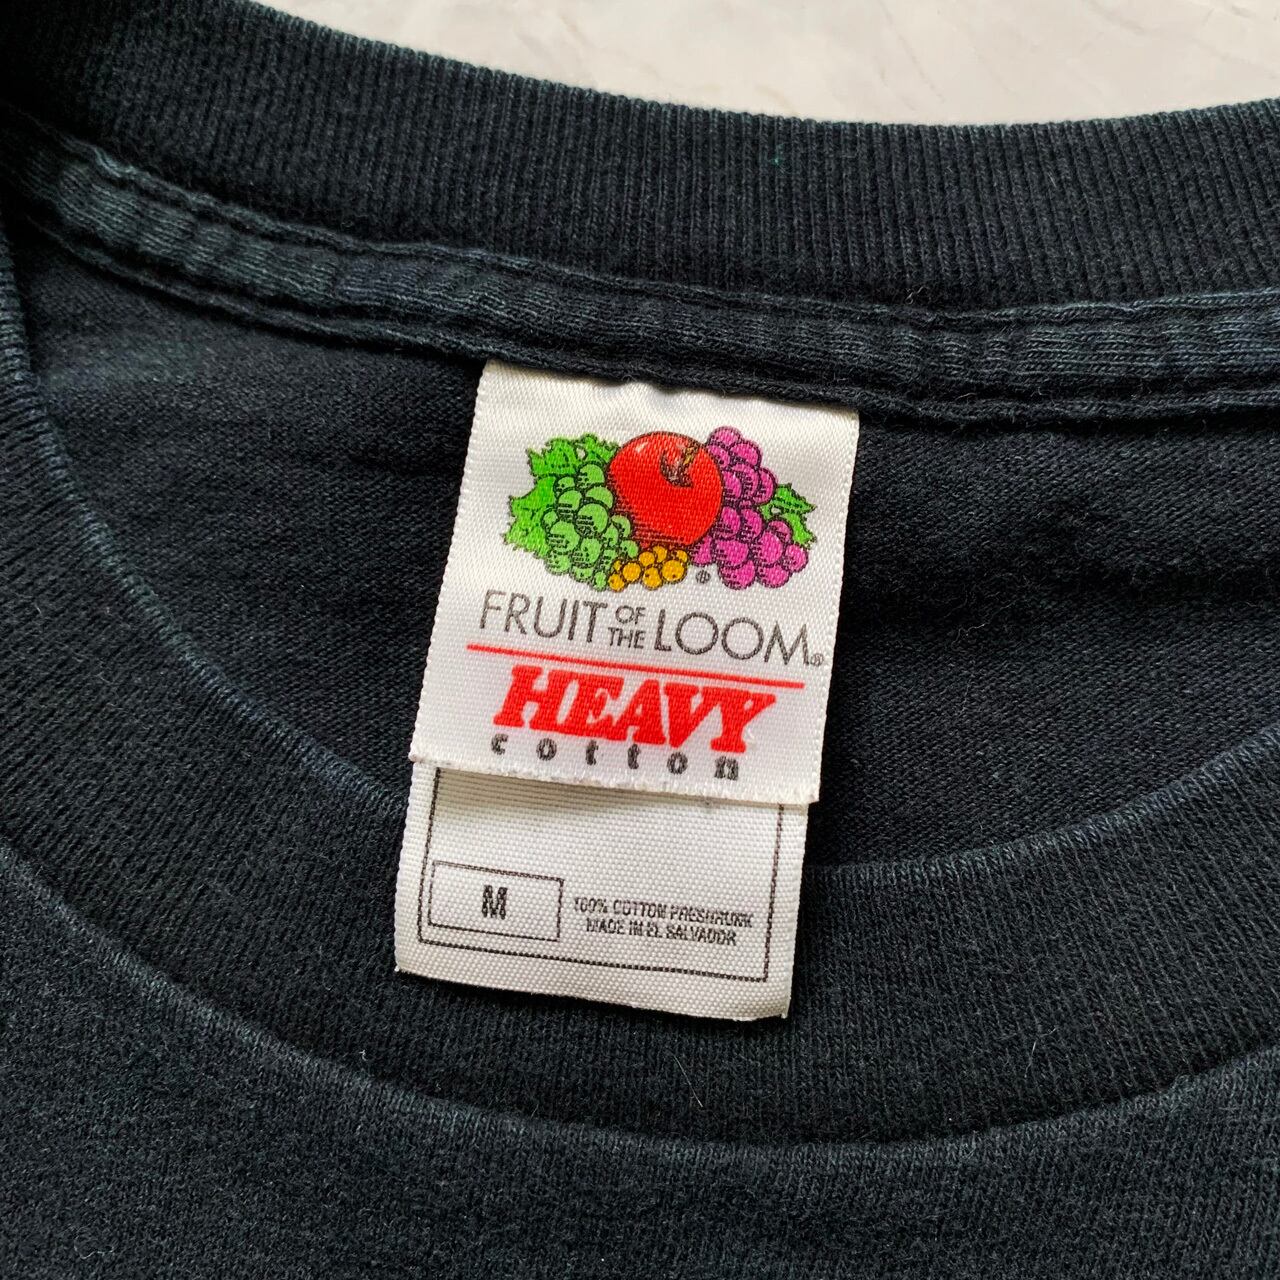 FRUIT OF THE LOOM®
HEAVY
cotton
M
100% COTTON PRESHRUNK
MADE IN EL SALVADOR